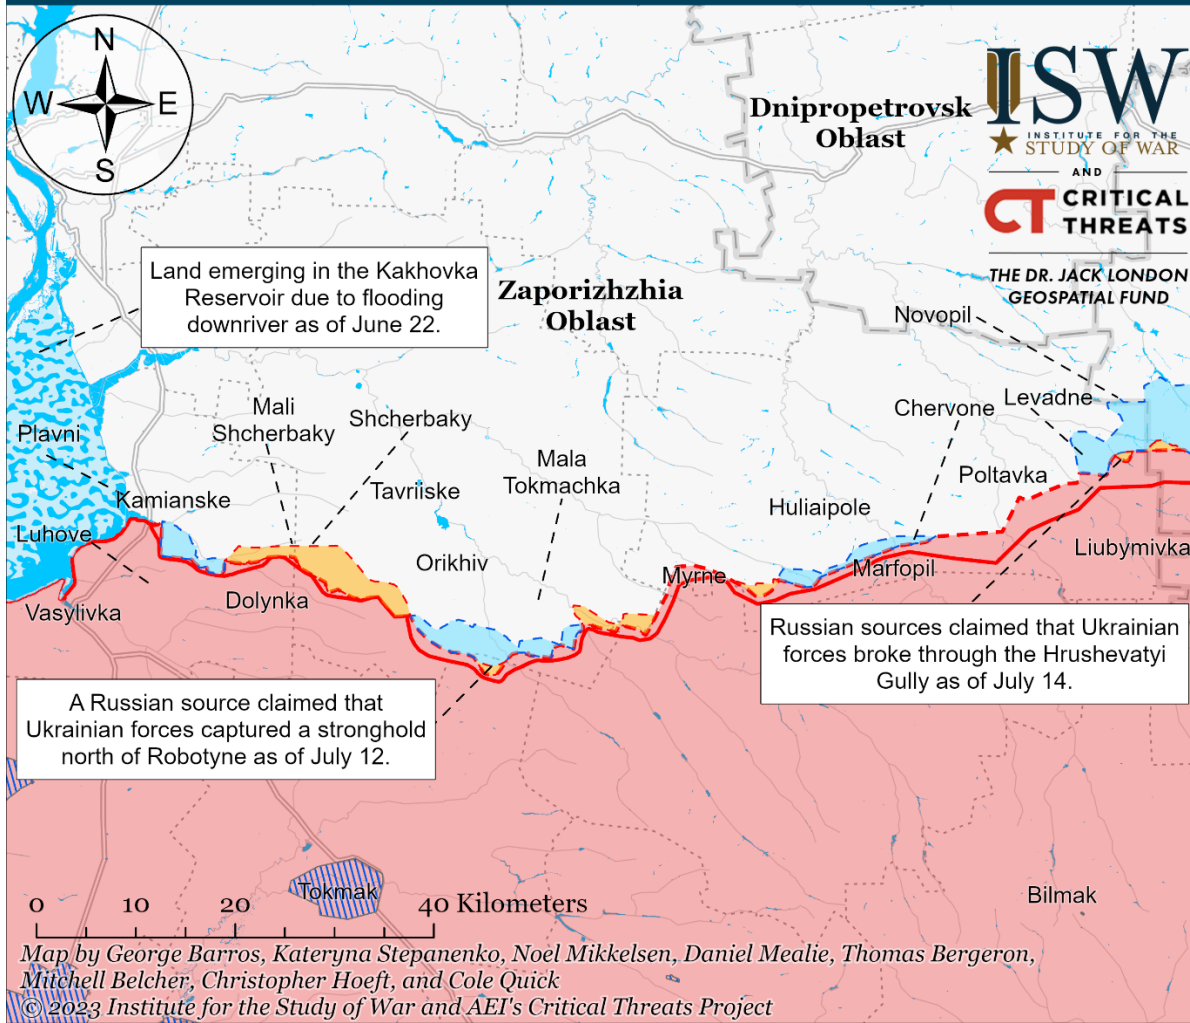 N
W
E
S
ISW
INSTITUTE FOR THE
STUDY OF WAR
AND
CT CRITICAL
THREATS
THE DR. JACK LONDON
GEOSPATIAL FUND
Dnipropetrovsk
Oblast
Land emerging in the Kakhovka
Reservoir due to flooding
downriver as of June 22.
Zaporizhzhia
Oblast
Novopil
Levadne
Chervone
Mali
Shcherbaky
Shcherbaky
Plavni
Mala
Tokmachka
Poltavka
Tavriiske
Kamianske
Huliaipole
Luhove
Orikhiv
Liubymivka
Myrne
Marfopil
Dolynka
Vasylivka
Russian sources claimed that Ukrainian
forces broke through the Hrushevatyi
Gully as of July 14.
A Russian source claimed that
Ukrainian forces captured a stronghold
north of Robotyne as of July 12.
Tokmak
Bilmak
0 10 20 40 Kilometers
Map by George Barros, Kateryna Stepanenko, Noel Mikkelsen, Daniel Mealie, Thomas Bergeron,
Mitchell Belcher, Christopher Hoeft, and Cole Quick
© 2023 Institute for the Study of War and AEI's Critical Threats Project